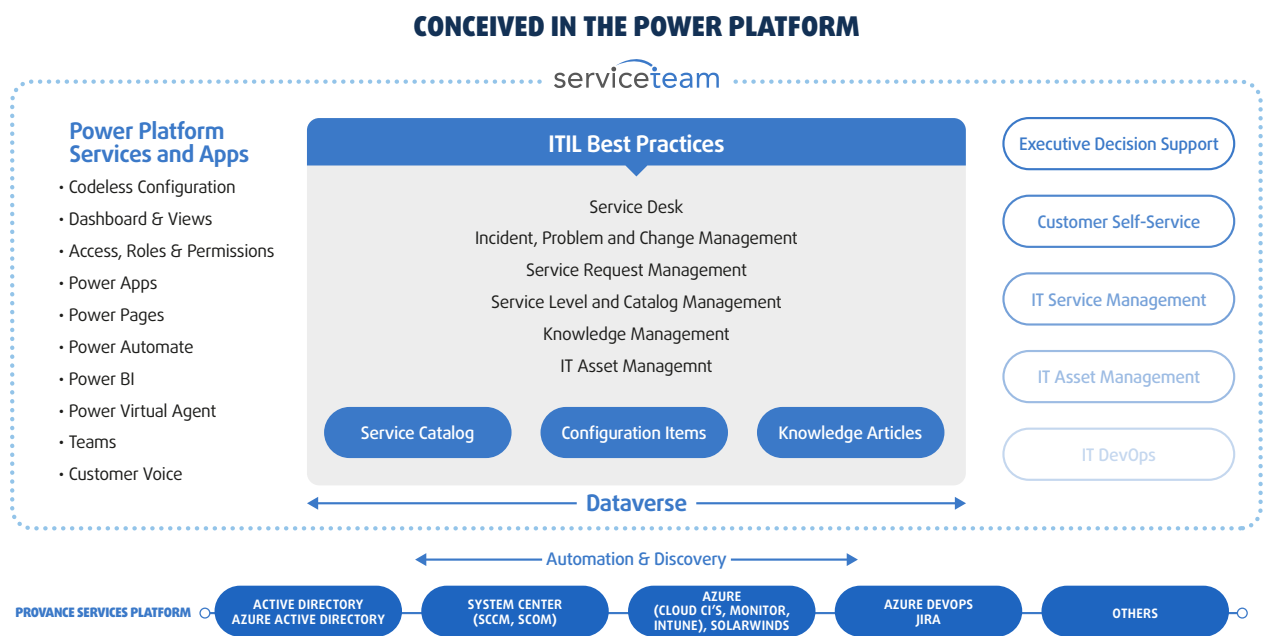 CONCEIVED IN THE POWER PLATFORM
serviceteam
Power Platform
Services and Apps
• Codeless Configuration
• Dashboard & Views
• Access, Roles & Permissions
• Power Apps
• Power Pages
• Power Automate
• Power BI
• Power Virtual Agent
• Teams
• Customer Voice
ITIL Best Practices
Service Desk
Incident, Problem and Change Management
Service Request Management
Service Level and Catalog Management
Knowledge Management
IT Asset Managemnt
Service Catalog
Configuration Items
Knowledge Articles
Dataverse
Executive Decision Support
Customer Self-Service
IT Service Management
IT Asset Management
IT DevOps
Automation & Discovery
PROVANCE SERVICES PLATFORM
ACTIVE DIRECTORY
AZURE ACTIVE DIRECTORY
SYSTEM CENTER
(SCCM, SCOM)
AZURE
(CLOUD CI'S, MONITOR,
INTUNE), SOLARWINDS
AZURE DEVOPS
JIRA
OTHERS